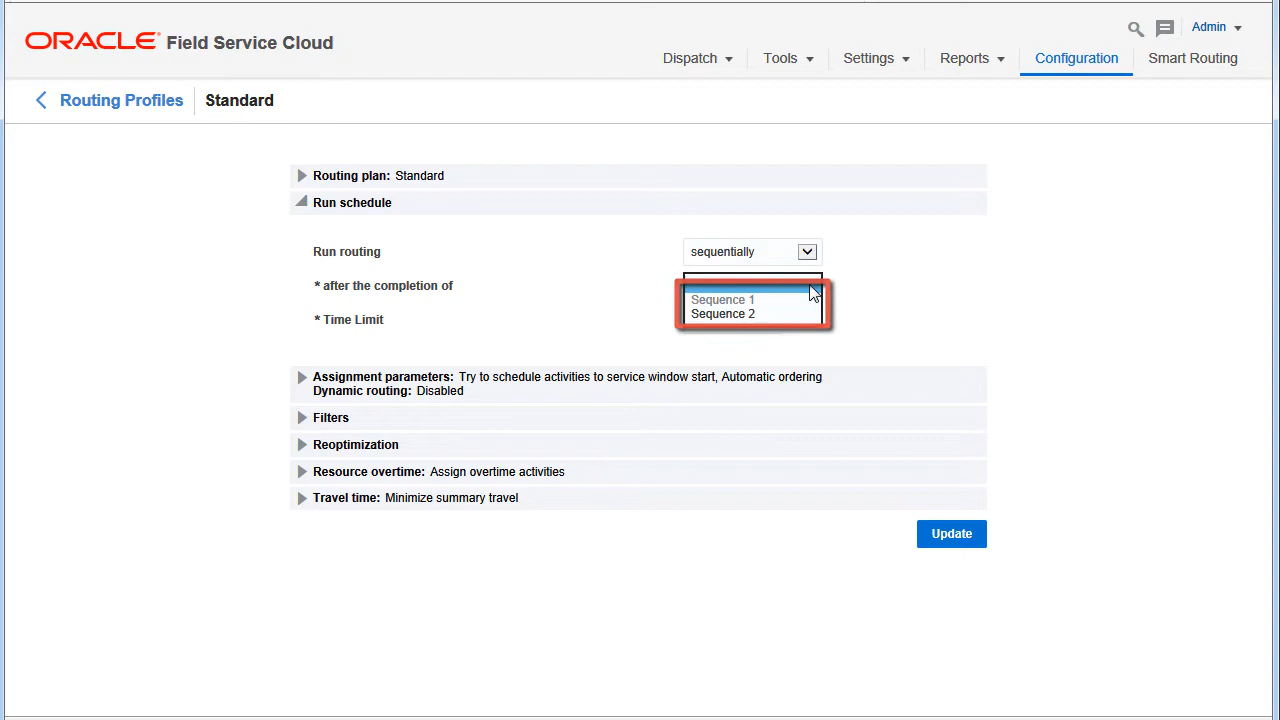 ORACLE® Field Service Cloud
Admin
Dispatch Tools Settings Reports Configuration Smart Routing
Routing Profiles Standard
Routing plan: Standard
Run schedule
Run routing sequentially
* after the completion of
Sequence 1
Sequence 2
* Time Limit
Assignment parameters: Try to schedule activities to service window start, Automatic ordering
Dynamic routing: Disabled
Filters
Reoptimization
Resource overtime: Assign overtime activities
Travel time: Minimize summary travel
Update